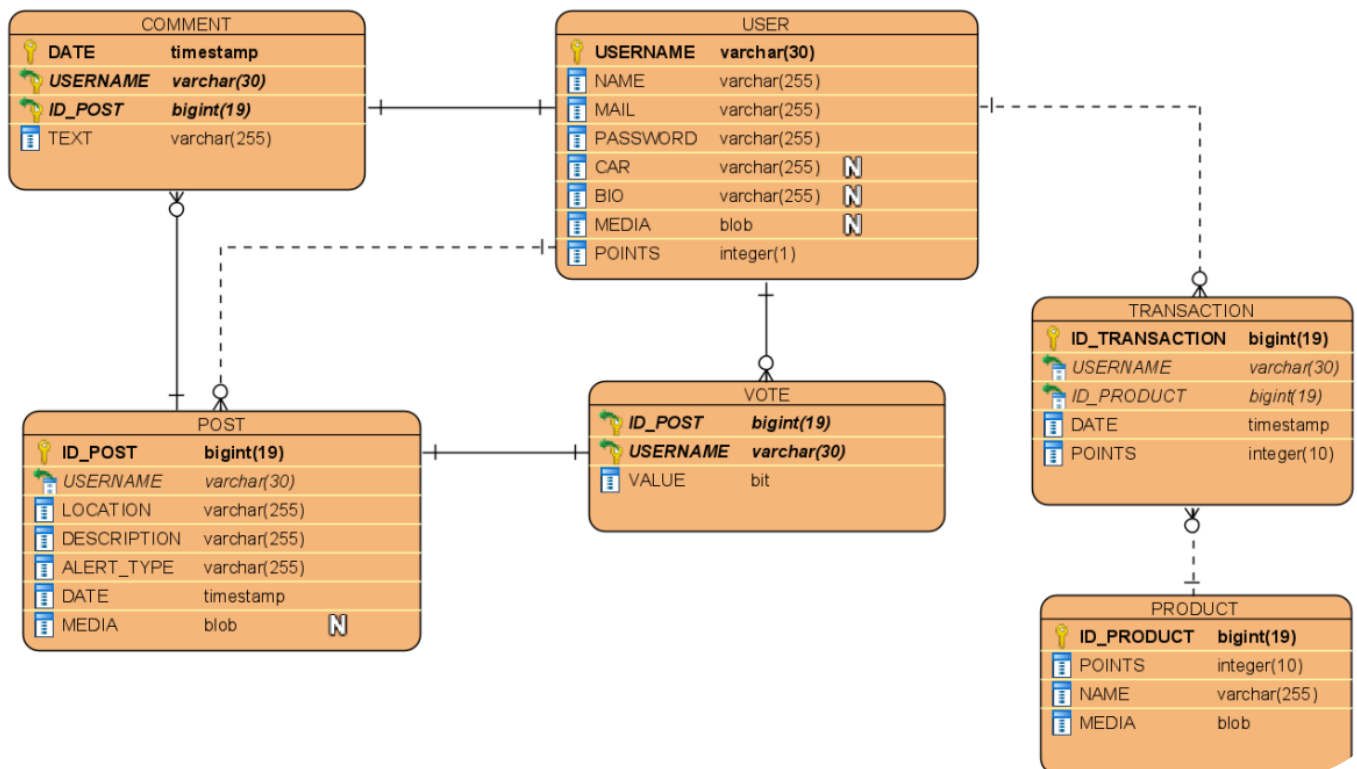 COMMENT
DATE timestamp
USERNAME varchar(30)
ID_POST bigint(19)
TEXT varchar(255)
USER
USERNAME varchar(30)
NAME varchar(255)
MAIL varchar(255)
PASSWORD varchar(255)
CAR varchar(255) N
BIO varchar(255) N
MEDIA blob N
POINTS integer(1)
TRANSACTION
ID_TRANSACTION bigint(19)
USERNAME varchar(30)
ID_PRODUCT bigint(19)
DATE timestamp
POINTS integer(10)
VOTE
ID_POST bigint(19)
USERNAME varchar(30)
VALUE bit
POST
ID_POST bigint(19)
USERNAME varchar(30)
LOCATION varchar(255)
DESCRIPTION varchar(255)
ALERT_TYPE varchar(255)
DATE timestamp
MEDIA blob N
PRODUCT
ID_PRODUCT bigint(19)
POINTS integer(10)
NAME varchar(255)
MEDIA blob